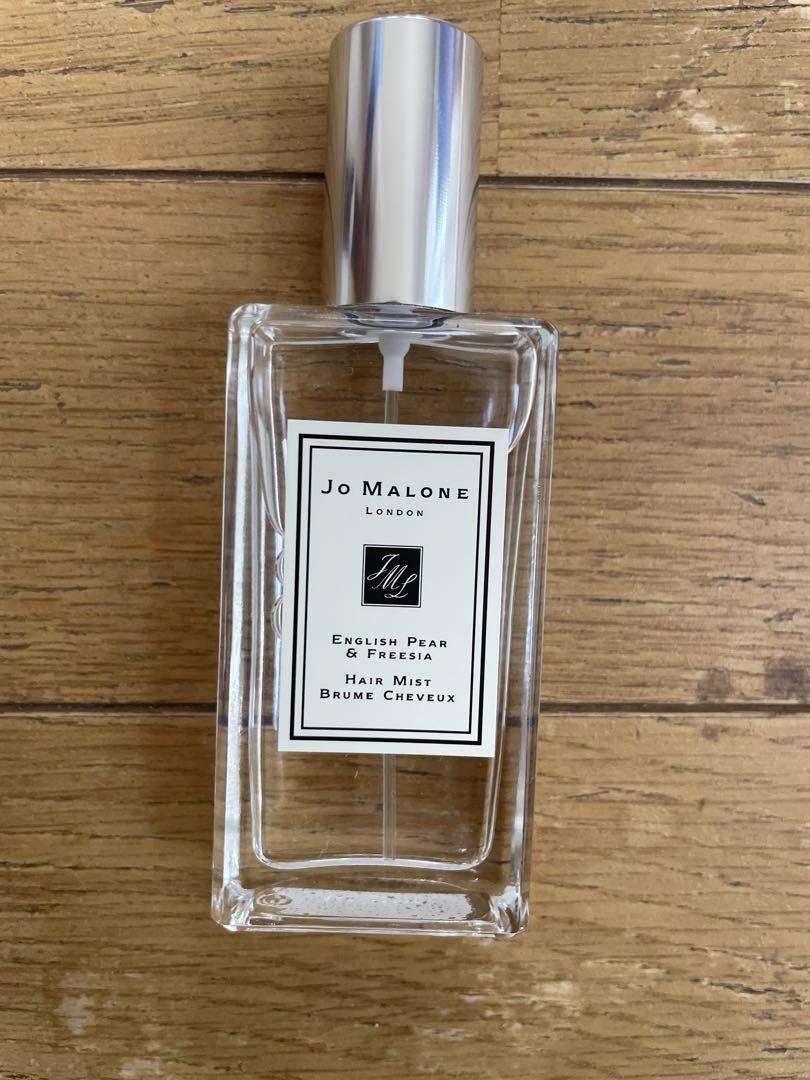 Jo Malone
London
JML
English Pear
& Freesia
Hair Mist
Brume Cheveux